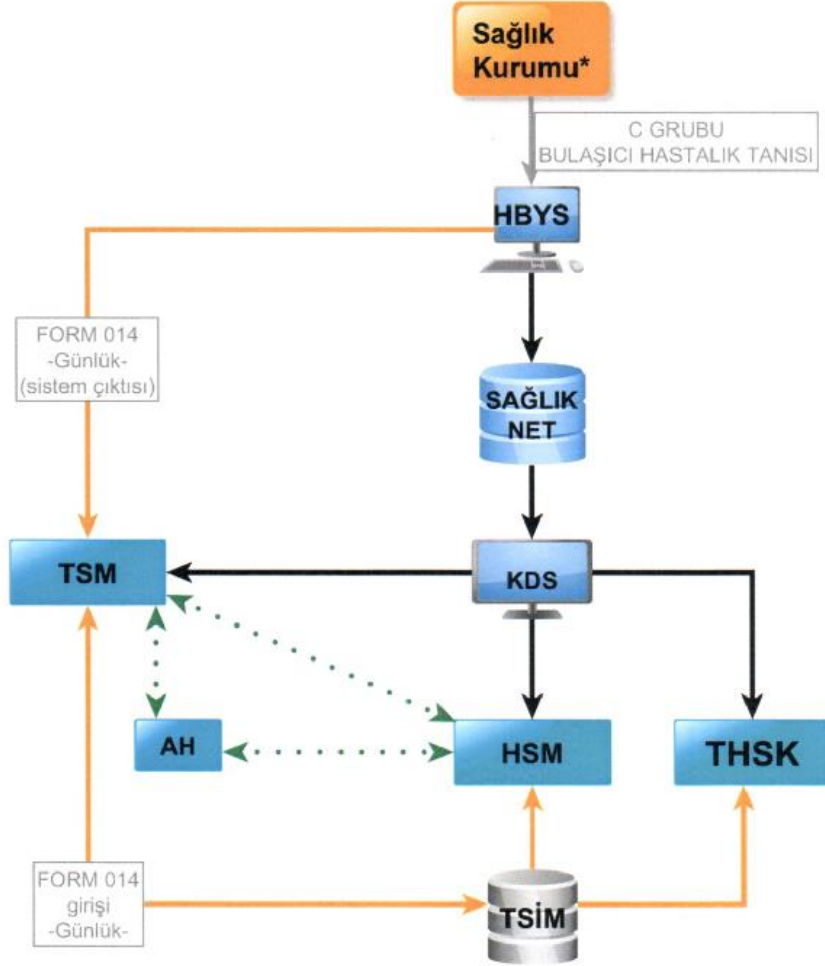 Sağlık
Kurumu*
C GRUBU
BULAŞICI HASTALIK TANISI
HBYS
FORM 014
-Günlük-
(sistem çıktısı)
SAĞLIK
NET
TSM
KDS
AH
HSM
THSK
FORM 014
girişi
-Günlük-
TSİM